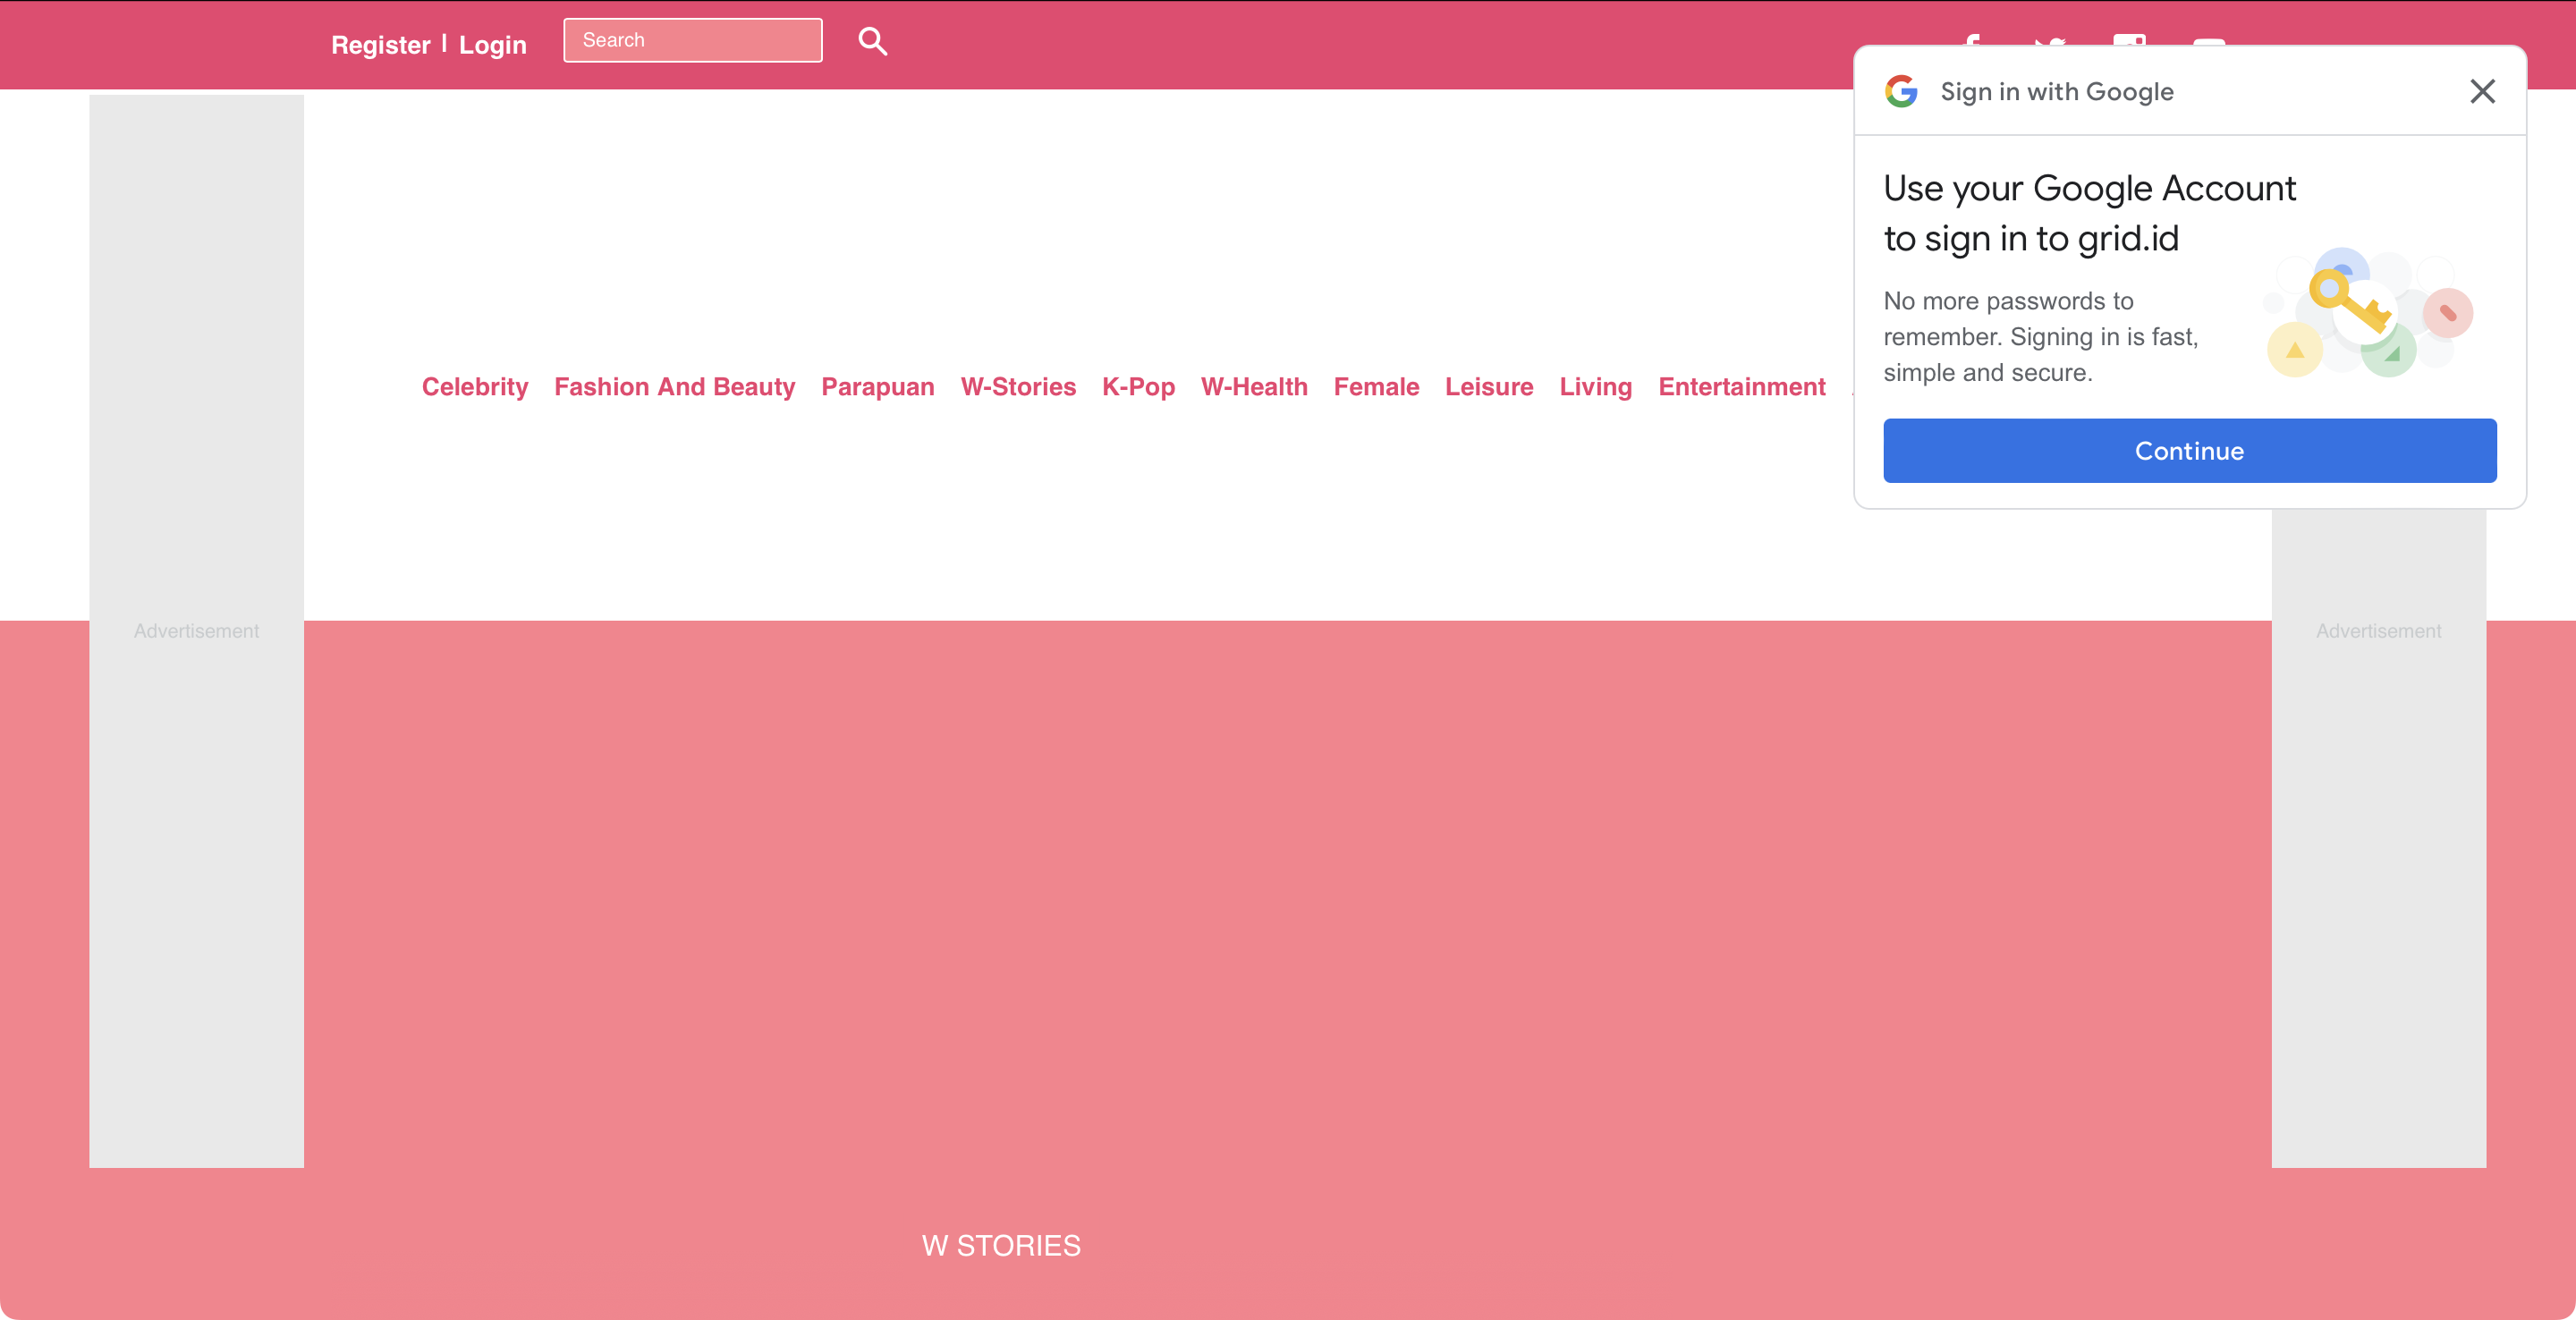 Register | Login
Search
Sign in with Google
Use your Google Account
to sign in to grid.id
No more passwords to
remember. Signing in is fast,
simple and secure.
Continue
Celebrity Fashion And Beauty Parapuan W-Stories K-Pop W-Health Female Leisure Living Entertainment
Advertisement
Advertisement
W STORIES